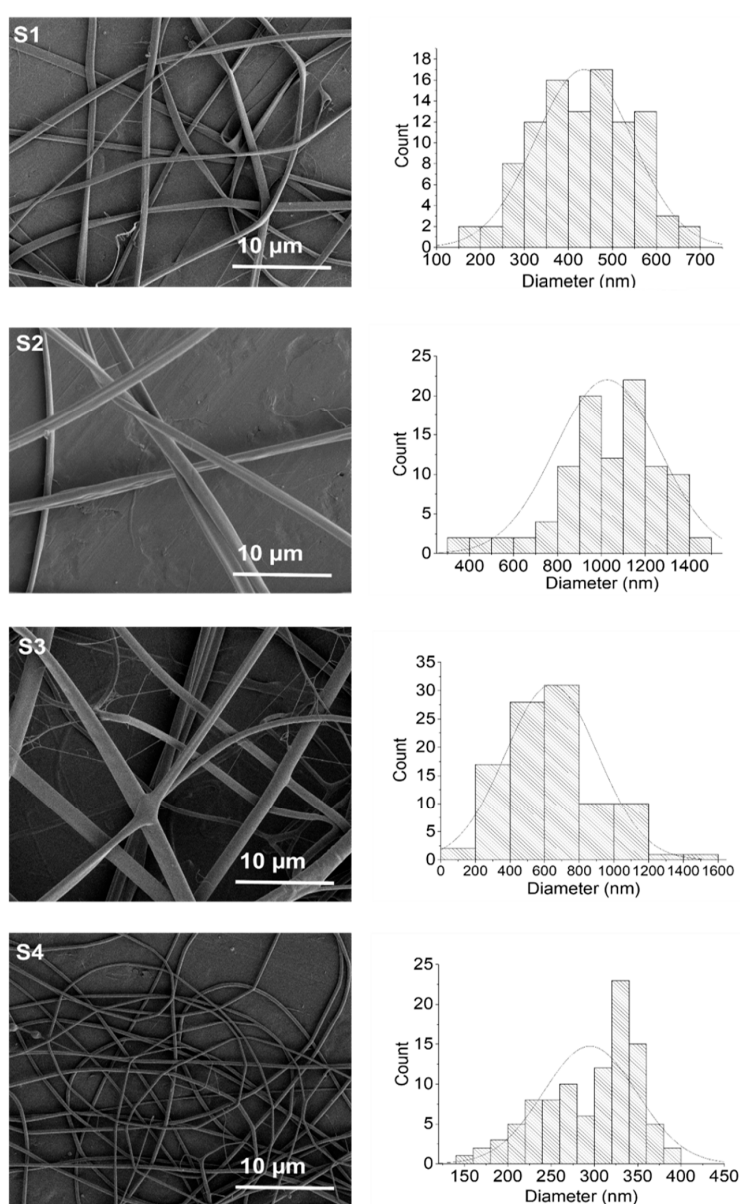 S1
10 µm
18
16
14
12
10
8
6
4
2
0
Count
100 200 300 400 500 600 700
Diameter (nm)
S2
10 µm
25
20
15
10
5
0
Count
400 600 800 1000 1200 1400
Diameter (nm)
S3
10 µm
35
30
25
20
15
10
5
0
Count
0 200 400 600 800 1000 1200 1400 1600
Diameter (nm)
S4
10 µm
25
20
15
10
5
0
Count
150 200 250 300 350 400 450
Diameter (nm)